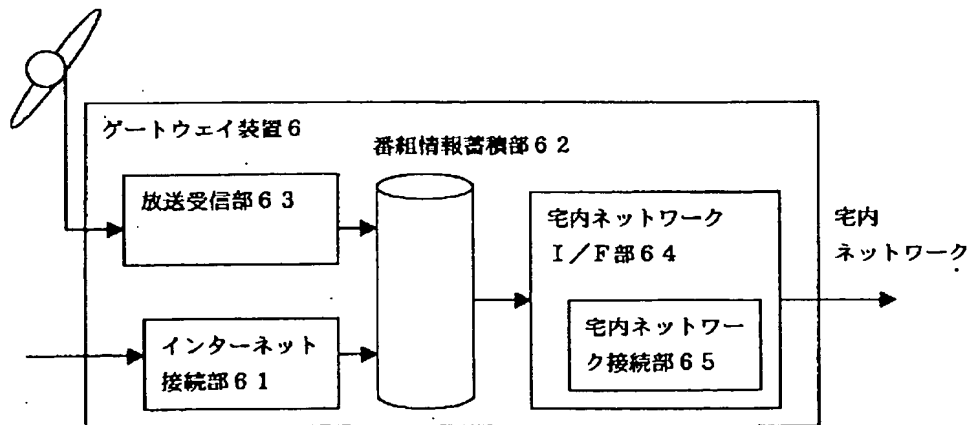 ゲートウェイ装置６
番組情報蓄積部６２
放送受信部６３
宅内ネットワーク
Ｉ／Ｆ部６４
宅内
ネットワーク
宅内ネットワー
ク接続部６５
インターネット
接続部６１